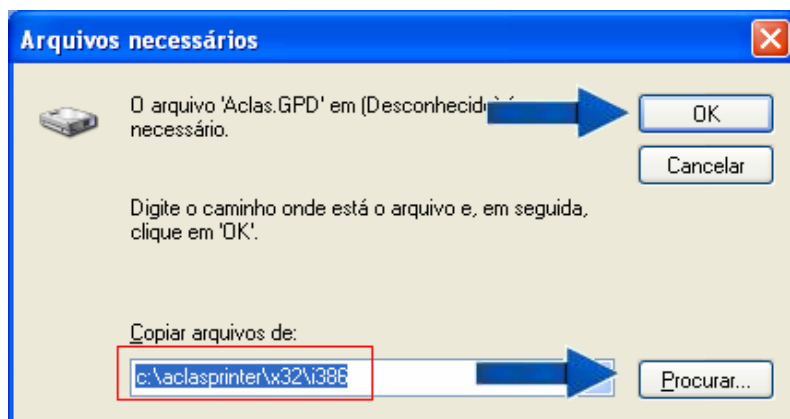 Arquivos necessários
O arquivo 'Aclas.GPD' em (Desconhecido)
necessário.
OK
Cancelar
Digite o caminho onde está o arquivo e, em seguida,
clique em 'OK'.
Copiar arquivos de:
c:\aclasprinter\x32\i386
Procurar...